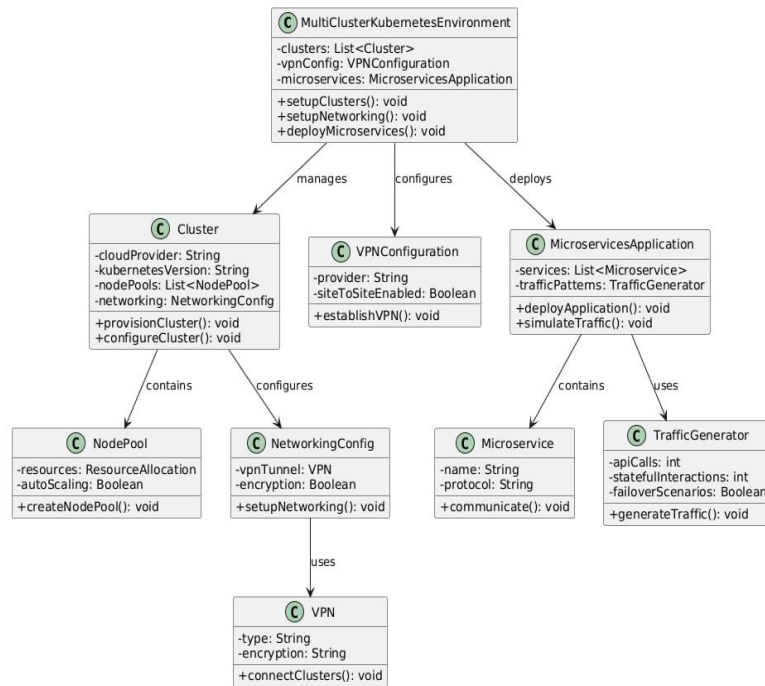 C MultiClusterKubernetesEnvironment
-clusters: List<Cluster>
-vpnConfig: VPNConfiguration
-microservices: MicroservicesApplication
+setupClusters(): void
+setupNetworking(): void
+deployMicroservices(): void
manages
configures
deploys
C Cluster
-cloudProvider: String
-kubernetesVersion: String
-nodePools: List<NodePool>
-networking: NetworkingConfig
+provisionCluster(): void
+configureCluster(): void
C VPNConfiguration
-provider: String
-siteToSiteEnabled: Boolean
+establishVPN(): void
C MicroservicesApplication
-services: List<Microservice>
-trafficPatterns: TrafficGenerator
+deployApplication(): void
+simulateTraffic(): void
contains
configures
contains
uses
C NodePool
-resources: ResourceAllocation
-autoScaling: Boolean
+createNodePool(): void
C NetworkingConfig
-vpnTunnel: VPN
-encryption: Boolean
+setupNetworking(): void
C Microservice
-name: String
-protocol: String
+communicate(): void
C TrafficGenerator
-apiCalls: int
-statefulInteractions: int
-failoverScenarios: Boolean
+generateTraffic(): void
uses
C VPN
-type: String
-encryption: String
+connectClusters(): void